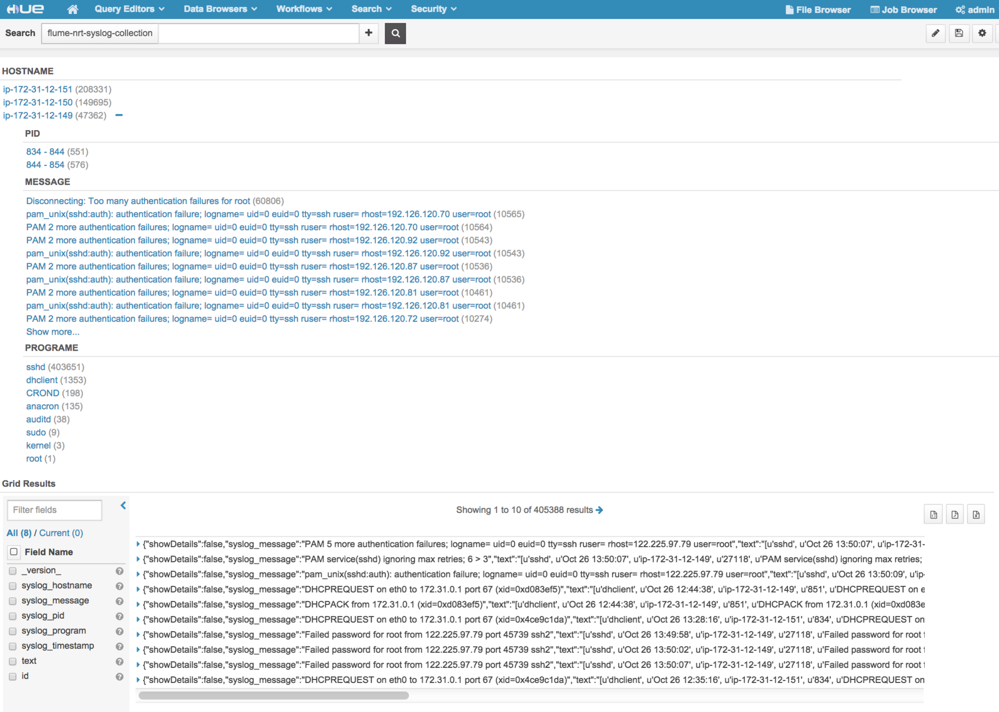 HUE Query Editors Data Browsers Workflows Search Security File Browser Job Browser admin
Search flume-nrt-syslog-collection
HOSTNAME
ip-172-31-12-151 (208331)
ip-172-31-12-150 (149695)
ip-172-31-12-149 (47362)
PID
834 - 844 (551)
844 - 854 (576)
MESSAGE
Disconnecting: Too many authentication failures for root (60806)
pam_unix(sshd:auth): authentication failure; logname= uid=0 euid=0 tty=ssh ruser= rhost=192.126.120.70 user=root (10565)
PAM 2 more authentication failures; logname= uid=0 euid=0 tty=ssh ruser= rhost=192.126.120.70 user=root (10564)
PAM 2 more authentication failures; logname= uid=0 euid=0 tty=ssh ruser= rhost=192.126.120.92 user=root (10543)
pam_unix(sshd:auth): authentication failure; logname= uid=0 euid=0 tty=ssh ruser= rhost=192.126.120.92 user=root (10543)
PAM 2 more authentication failures; logname= uid=0 euid=0 tty=ssh ruser= rhost=192.126.120.87 user=root (10536)
pam_unix(sshd:auth): authentication failure; logname= uid=0 euid=0 tty=ssh ruser= rhost=192.126.120.87 user=root (10536)
PAM 2 more authentication failures; logname= uid=0 euid=0 tty=ssh ruser= rhost=192.126.120.81 user=root (10461)
pam_unix(sshd:auth): authentication failure; logname= uid=0 euid=0 tty=ssh ruser= rhost=192.126.120.81 user=root (10461)
PAM 2 more authentication failures; logname= uid=0 euid=0 tty=ssh ruser= rhost=192.126.120.72 user=root (10274)
Show more...
PROGRAME
sshd (403651)
dhclient (1353)
CROND (198)
anacron (135)
auditd (38)
sudo (9)
kernel (3)
root (1)
Grid Results
Filter fields
All (8) / Current (0)
Field Name
_version_
syslog_hostname
syslog_message
syslog_pid
syslog_program
syslog_timestamp
text
id
Showing 1 to 10 of 405388 results
{"showDetails":false,"syslog_message":"PAM 5 more authentication failures; logname= uid=0 euid=0 tty=ssh ruser= rhost=122.225.97.79 user=root","text":"[u'sshd', u'Oct 26 13:50:07', u'ip-172-31-
{"showDetails":false,"syslog_message":"PAM service(sshd) ignoring max retries; 6 > 3","text":"[u'sshd', u'Oct 26 13:50:07', u'ip-172-31-12-149', u'27118', u'PAM service(sshd) ignoring max retries;
{"showDetails":false,"syslog_message":"pam_unix(sshd:auth): authentication failure; logname= uid=0 euid=0 tty=ssh ruser= rhost=122.225.97.79 user=root","text":"[u'sshd', u'Oct 26 13:50:09', u'ip-
{"showDetails":false,"syslog_message":"DHCPREQUEST on eth0 to 172.31.0.1 port 67 (xid=0xd083ef5)","text":"[u'dhclient', u'Oct 26 12:44:38', u'ip-172-31-12-149', u'851', u'DHCPREQUEST on e
{"showDetails":false,"syslog_message":"DHCPACK from 172.31.0.1 (xid=0xd083ef5)","text":"[u'dhclient', u'Oct 26 12:44:38', u'ip-172-31-12-149', u'851', u'DHCPACK from 172.31.0.1 (xid=0xd083e
{"showDetails":false,"syslog_message":"DHCPREQUEST on eth0 to 172.31.0.1 port 67 (xid=0x4ce9c1da)","text":"[u'dhclient', u'Oct 26 13:28:16', u'ip-172-31-12-151', u'834', u'DHCPREQUEST on
{"showDetails":false,"syslog_message":"Failed password for root from 122.225.97.79 port 45739 ssh2","text":"[u'sshd', u'Oct 26 13:49:58', u'ip-172-31-12-149', u'27118', u'Failed password for root
{"showDetails":false,"syslog_message":"Failed password for root from 122.225.97.79 port 45739 ssh2","text":"[u'sshd', u'Oct 26 13:50:02', u'ip-172-31-12-149', u'27118', u'Failed password for root
{"showDetails":false,"syslog_message":"Failed password for root from 122.225.97.79 port 45739 ssh2","text":"[u'sshd', u'Oct 26 13:50:07', u'ip-172-31-12-149', u'27118', u'Failed password for root
{"showDetails":false,"syslog_message":"DHCPREQUEST on eth0 to 172.31.0.1 port 67 (xid=0x4ce9c1da)","text":"[u'dhclient', u'Oct 26 12:35:16', u'ip-172-31-12-151', u'834', u'DHCPREQUEST on